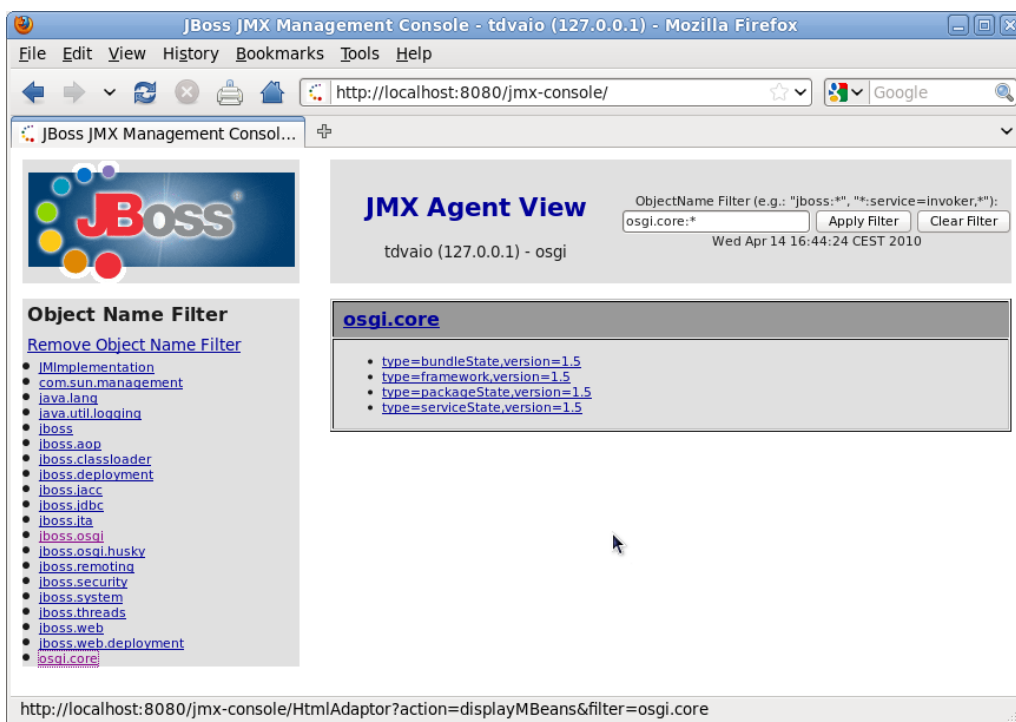 JBoss JMX Management Console - tdvaio (127.0.0.1) - Mozilla Firefox
File Edit View History Bookmarks Tools Help
http://localhost:8080/jmx-console/
Google
JBoss JMX Management Consol...
JBoss
JMX Agent View
tdvaio (127.0.0.1) - osgi
ObjectName Filter (e.g.: "jboss:*", "*:service=invoker,*"):
osgi.core:* Apply Filter Clear Filter
Wed Apr 14 16:44:24 CEST 2010
Object Name Filter
Remove Object Name Filter
JMImplementation
com.sun.management
java.lang
java.util.logging
jboss
jboss.aop
jboss.classloader
jboss.deployment
jboss.jacc
jboss.jdbc
jboss.jta
jboss.osgi
jboss.osgi.husky
jboss.remoting
jboss.security
jboss.system
jboss.threads
jboss.web
jboss.web.deployment
osgi.core
osgi.core
type=bundleState,version=1.5
type=framework,version=1.5
type=packageState,version=1.5
type=serviceState,version=1.5
http://localhost:8080/jmx-console/HtmlAdaptor?action=displayMBeans&filter=osgi.core